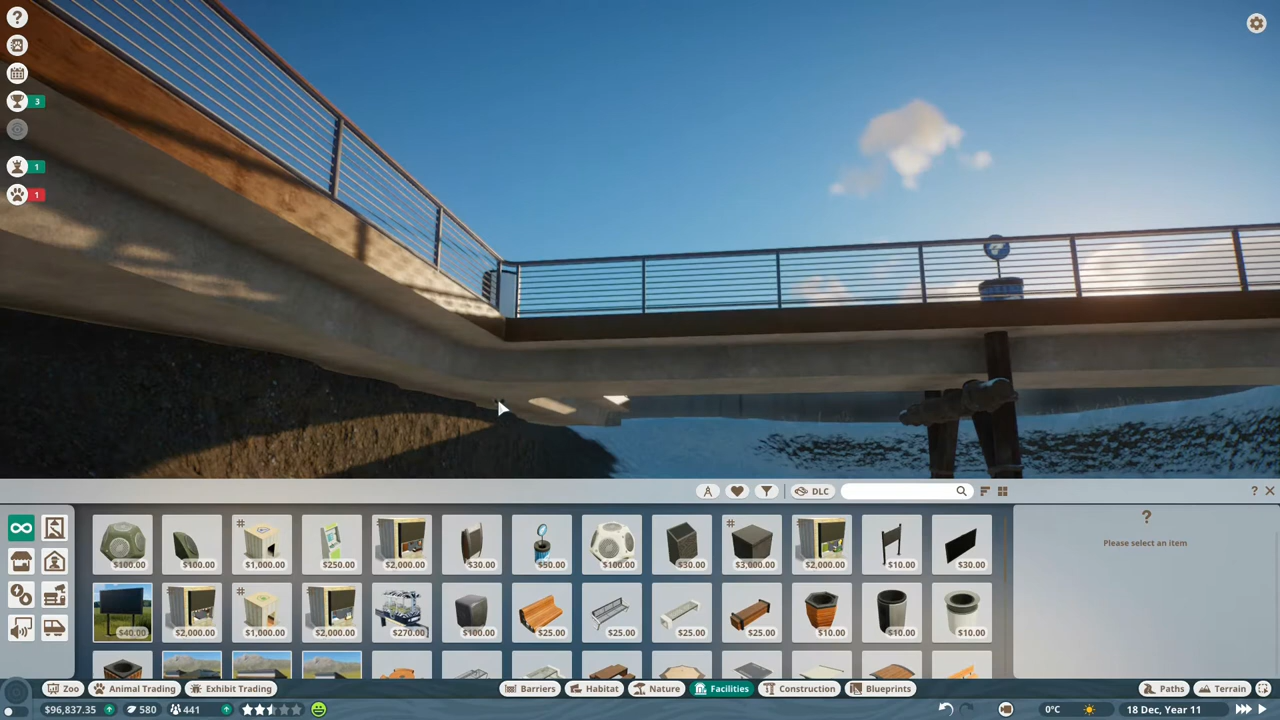 ?
3
1
1
DLC
?
$100.00
$100.00
$1,000.00
$250.00
$2,000.00
$30.00
$50.00
$100.00
$30.00
$3,000.00
$2,000.00
$10.00
$30.00
?
Please select an item
$40.00
$2,000.00
$1,000.00
$2,000.00
$270.00
$100.00
$25.00
$25.00
$25.00
$25.00
$10.00
$10.00
$10.00
Zoo
Animal Trading
Exhibit Trading
Barriers
Habitat
Nature
Facilities
Construction
Blueprints
Paths
Terrain
$96,837.35
580
441
0°C
18 Dec, Year 11